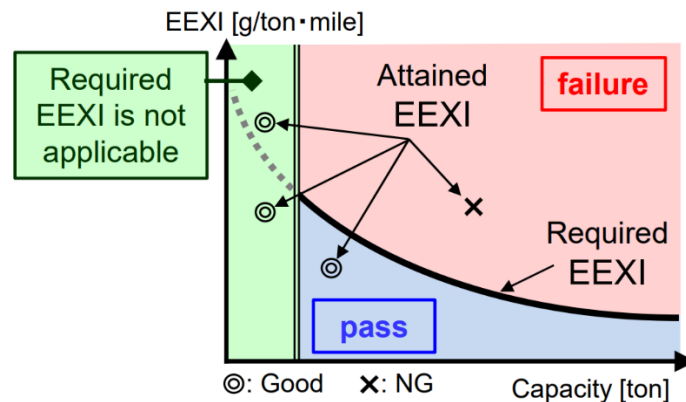 EEXI [g/ton・mile]
Required
EEXI is not
applicable
Attained
EEXI
failure
Required
EEXI
pass
◎: Good ×: NG
Capacity [ton]